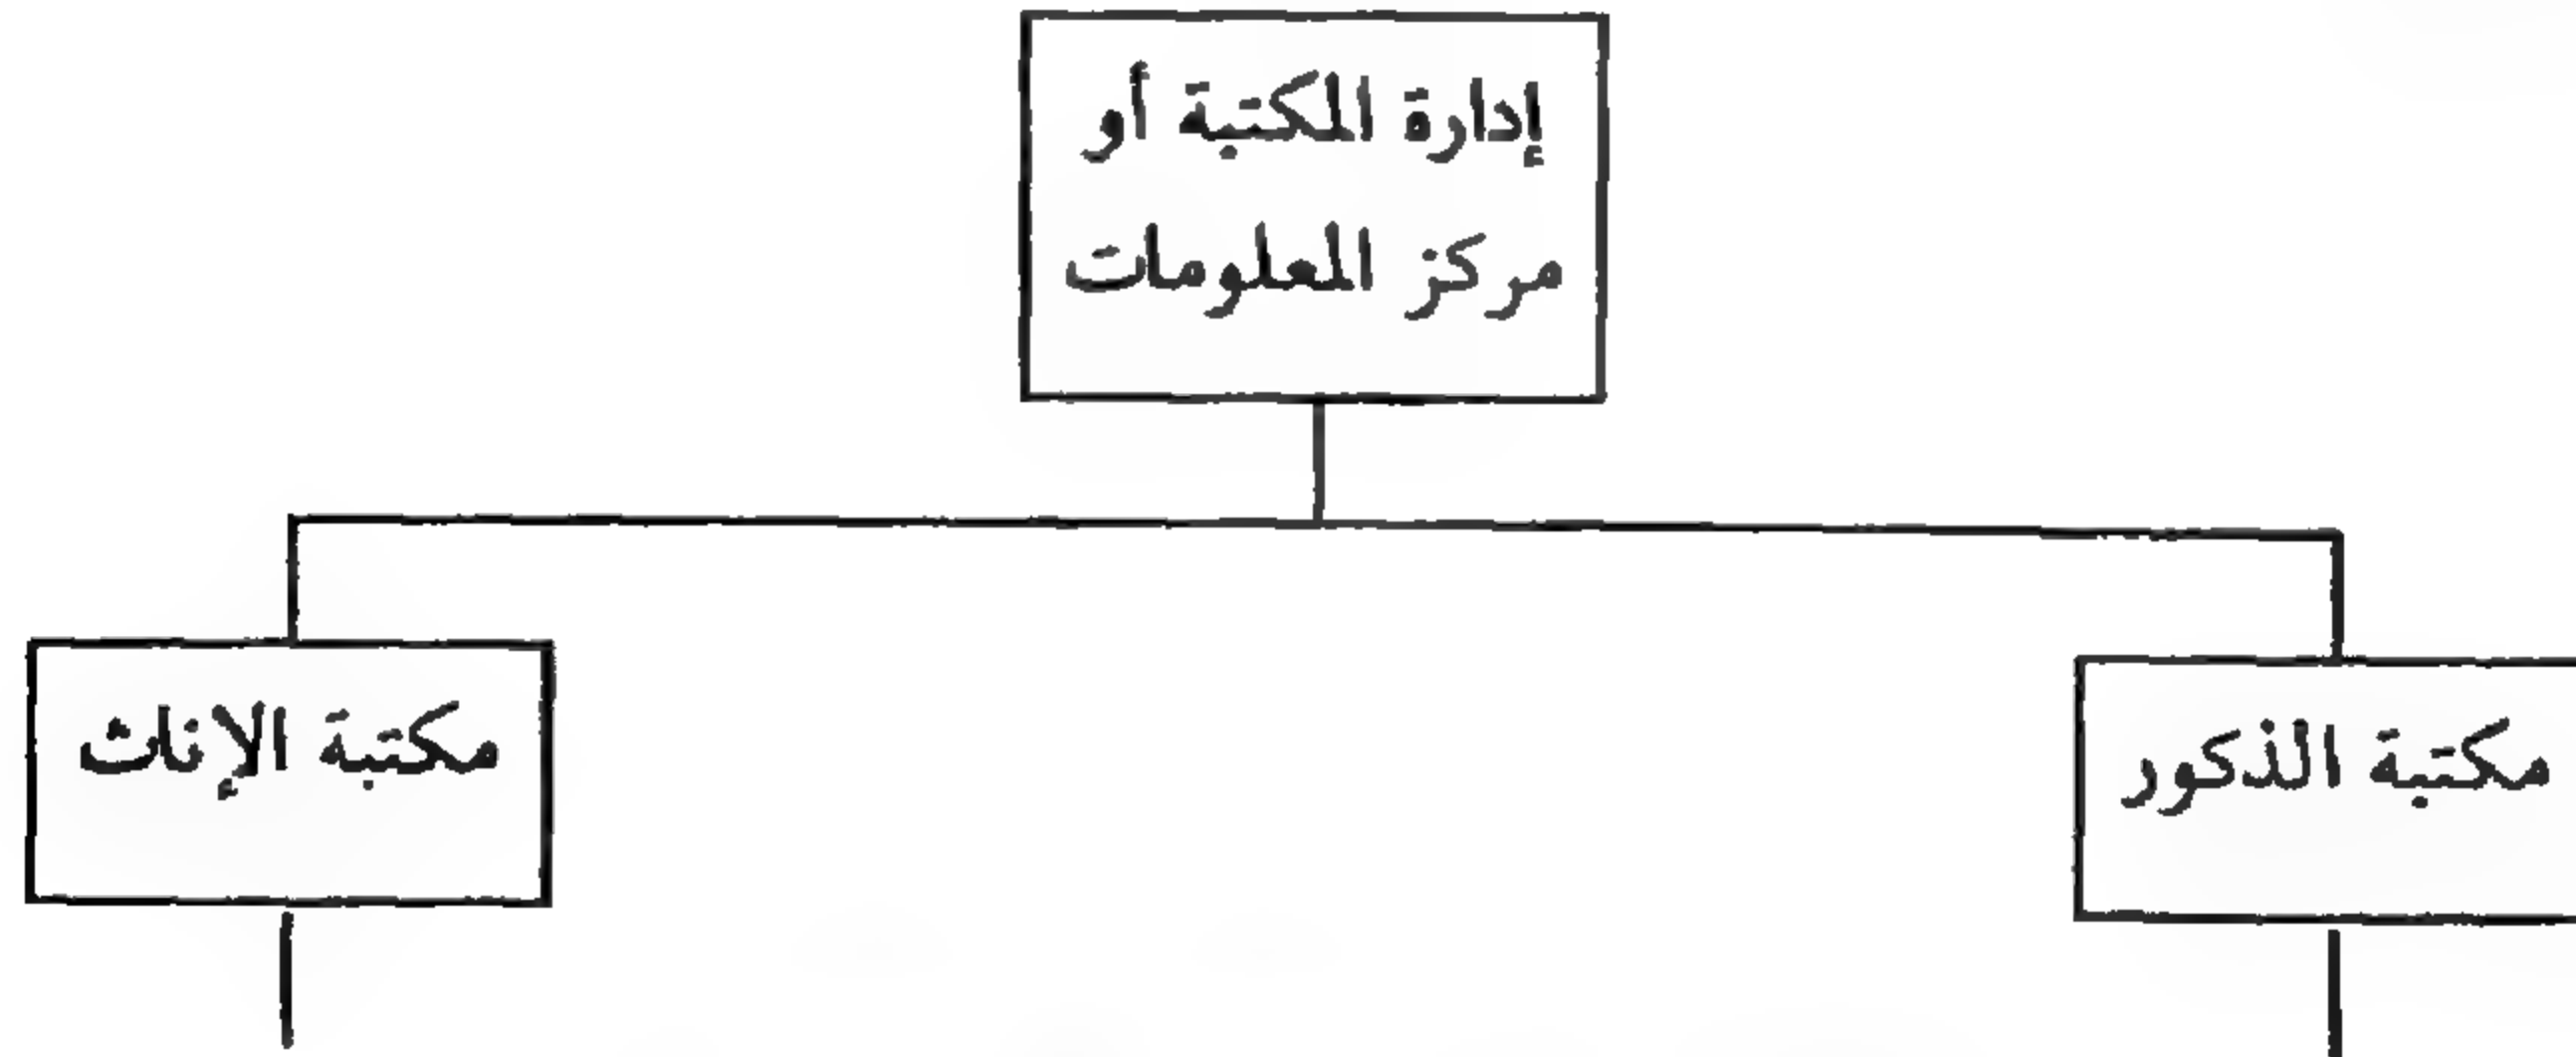 إدارة المكتبة أو
مركز المعلومات
مكتبة الذكور
مكتبة الإناث